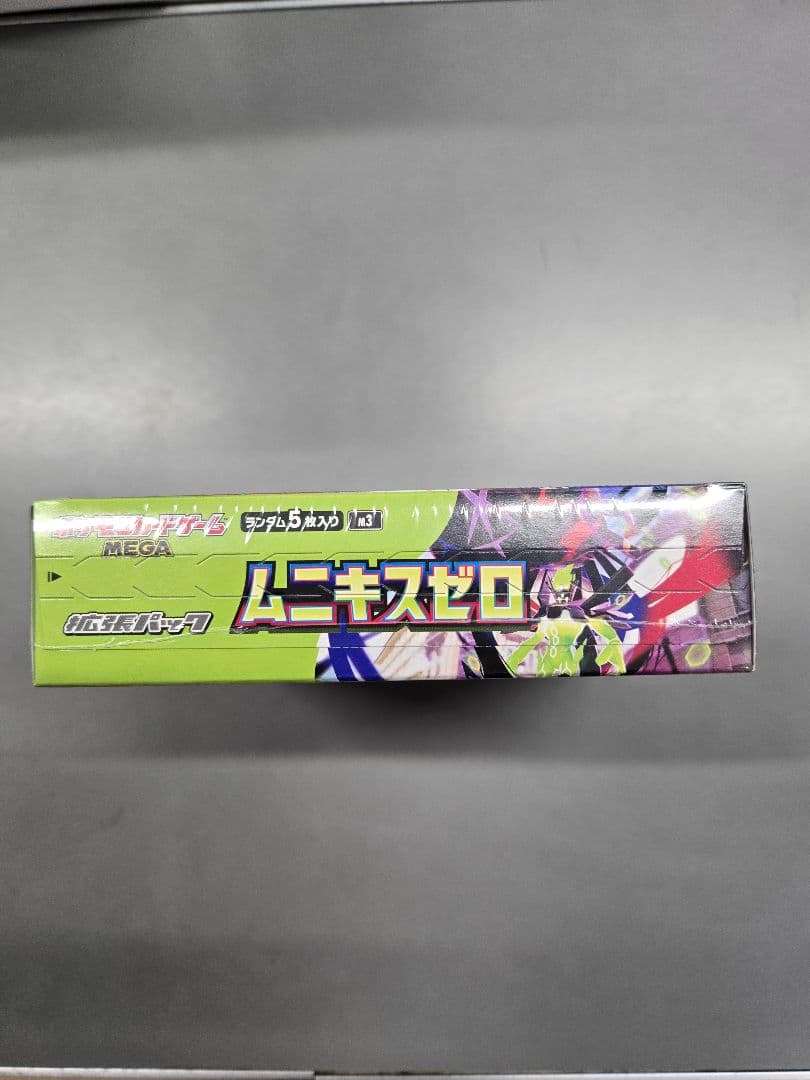 ポケモンカードゲーム
MEGA
ランダム5枚入り
M3
拡張パック
ムニキスゼロ